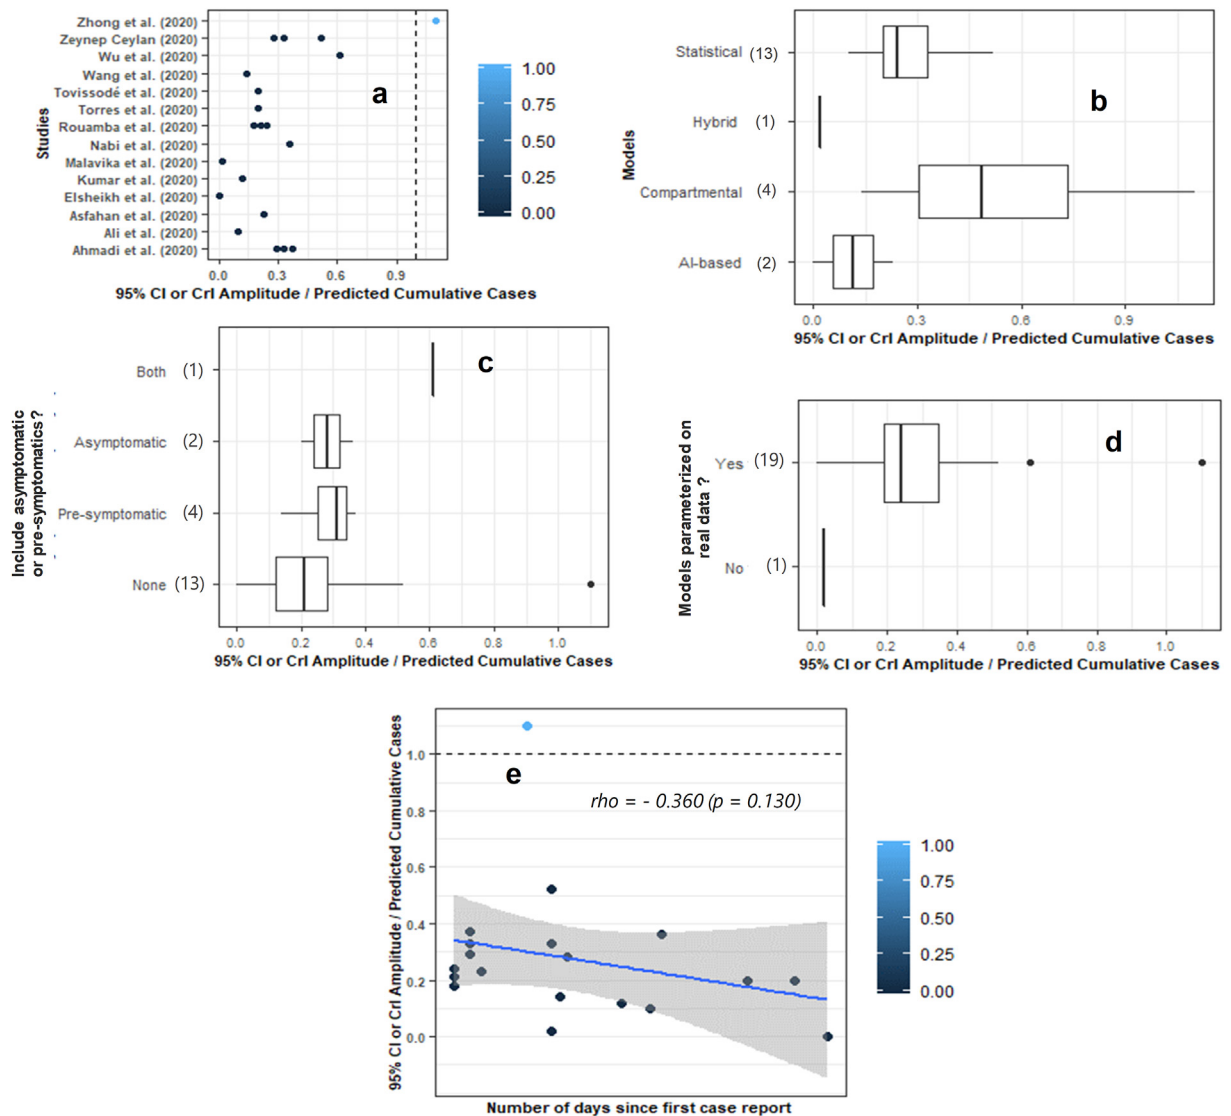 Studies
Zhong et al. (2020)
Zeynep Ceylan (2020)
Wu et al. (2020)
Wang et al. (2020)
Tovissodé et al. (2020)
Torres et al. (2020)
Rouamba et al. (2020)
Nabi et al. (2020)
Malavika et al. (2020)
Kumar et al. (2020)
Elsheikh et al. (2020)
Asfahan et al. (2020)
Ali et al. (2020)
Ahmadi et al. (2020)
a
0.0 0.3 0.6 0.9
95% CI or CrI Amplitude / Predicted Cumulative Cases
1.00
0.75
0.50
0.25
0.00
Models
Statistical (13)
Hybrid (1)
Compartmental (4)
AI-based (2)
b
0.0 0.3 0.6 0.9
95% CI or CrI Amplitude / Predicted Cumulative Cases
Include asymptomatic
or pre-symptomatics?
Both (1)
Asymptomatic (2)
Pre-symptomatic (4)
None (13)
c
0.0 0.2 0.4 0.6 0.8 1.0
95% CI or CrI Amplitude / Predicted Cumulative Cases
Models parameterized on
real data ?
Yes (19)
No (1)
d
0.0 0.2 0.4 0.6 0.8 1.0
95% CI or CrI Amplitude / Predicted Cumulative Cases
95% CI or CrI Amplitude / Predicted Cumulative Cases
1.0
0.8
0.6
0.4
0.2
0.0
e
rho = - 0.360 (p = 0.130)
Number of days since first case report
1.00
0.75
0.50
0.25
0.00